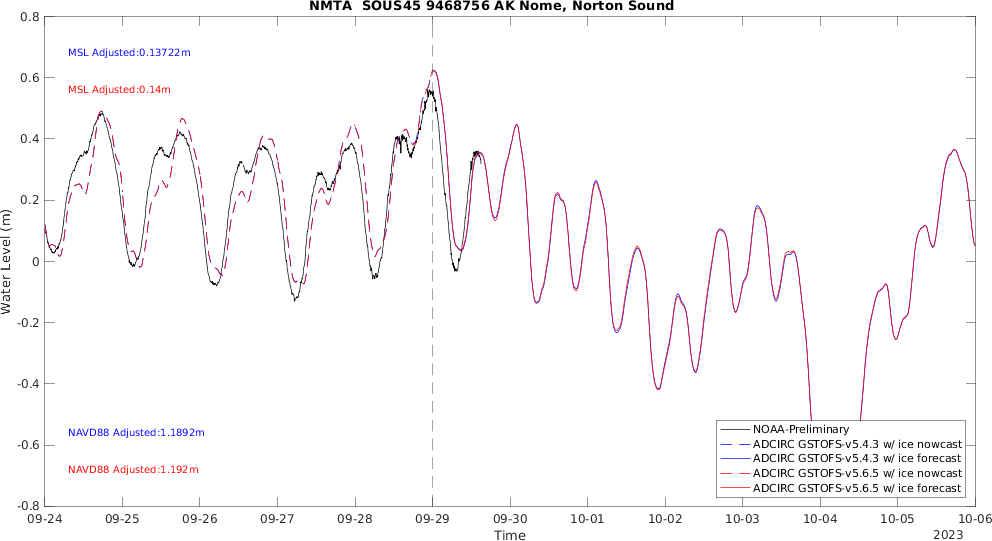 NMTA  SOUS45 9468756 AK Nome, Norton Sound
0.8
MSL Adjusted:0.13722m
0.6
MSL Adjusted:0.14m
0.4
0.2
0
-0.2
-0.4
-0.6
-0.8
Water Level (m)
NAVD88 Adjusted:1.1892m
NAVD88 Adjusted:1.192m
NOAA-Preliminary
ADCIRC GSTOFS-v5.4.3 w/ ice nowcast
ADCIRC GSTOFS-v5.4.3 w/ ice forecast
ADCIRC GSTOFS-v5.6.5 w/ ice nowcast
ADCIRC GSTOFS-v5.6.5 w/ ice forecast
09-24 09-25 09-26 09-27 09-28 09-29 09-30 10-01 10-02 10-03 10-04 10-05 10-06
Time
2023